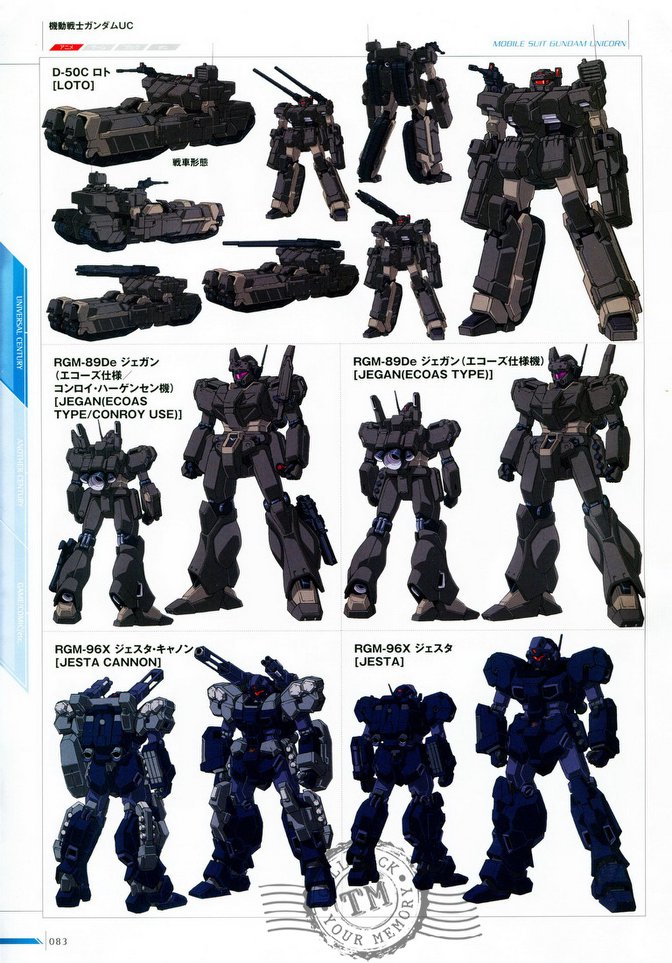 機動戦士ガンダムUC
アニメ
MOBILE SUIT GUNDAM UNICORN
D-50C ロト
[LOTO]
戦車形態
RGM-89De ジェガン
（エコーズ仕様／
コンロイ・ハーゲンセン機）
[JEGAN(ECOAS
TYPE/CONROY USE)]
RGM-89De ジェガン（エコーズ仕様機）
[JEGAN(ECOAS TYPE)]
RGM-96X ジェスタ・キャノン
[JESTA CANNON]
RGM-96X ジェスタ
[JESTA]
UNIVERSAL CENTURY
ANOTHER CENTURY
GAME/COMIC/etc.
TM
YOUR MEMORY
083